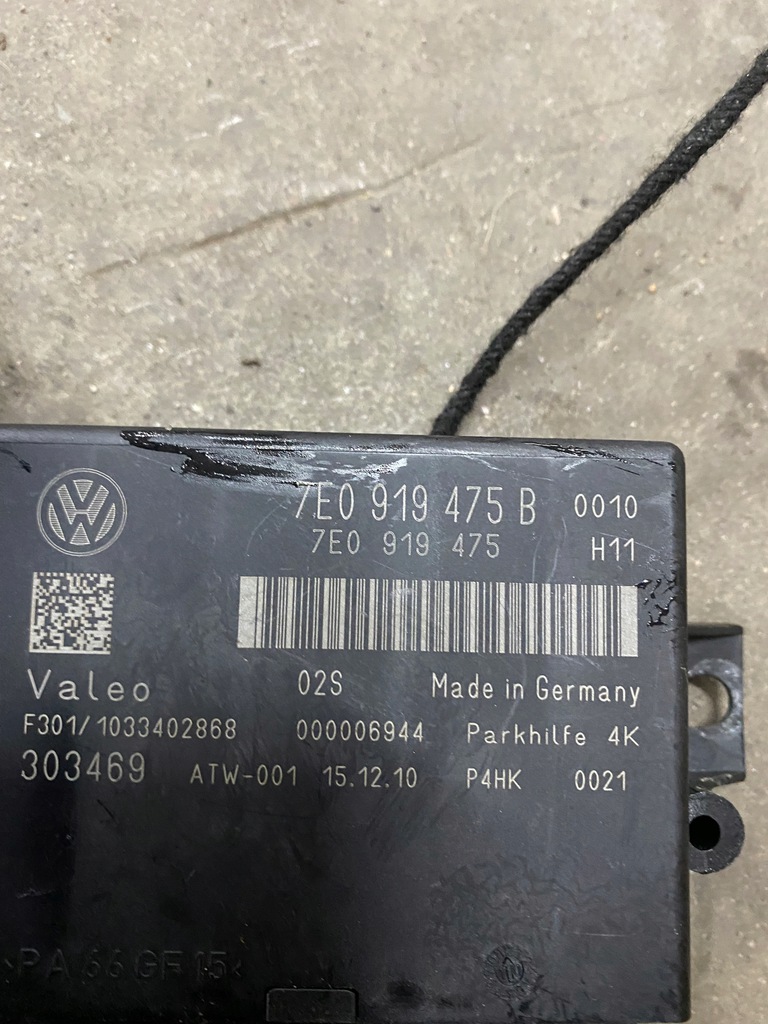 7E0 919 475 B 0010
7E0 919 475 H11
Valeo 02S Made in Germany
F301/1033402868 000006944 Parkhilfe 4K
303469 ATW-001 15.12.10 P4HK 0021
>PA 66 GF 15<